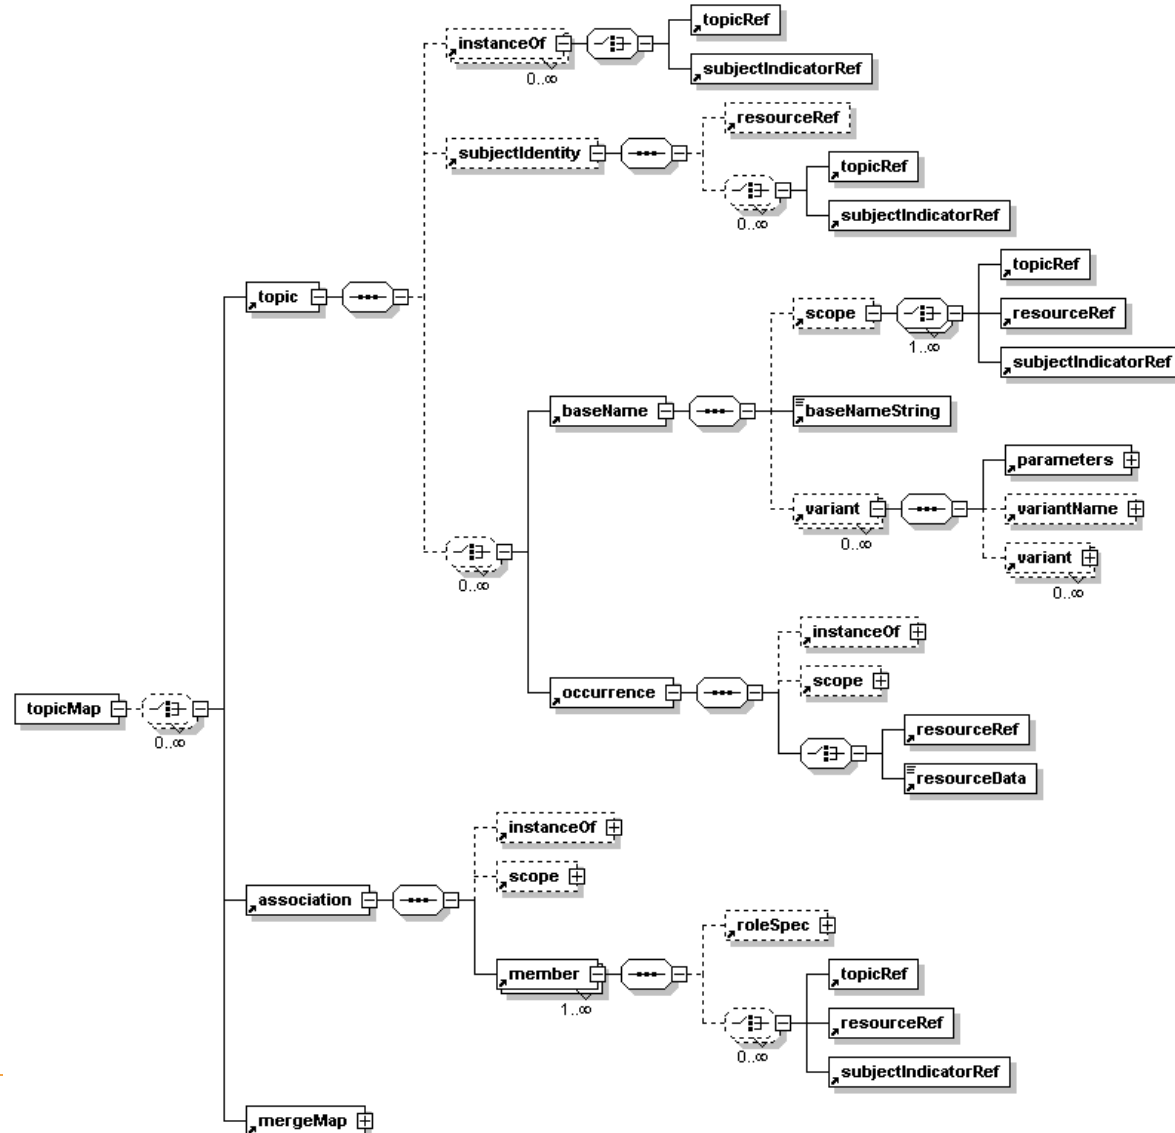 topicRef
instanceOf
0..∞
subjectIndicatorRef
resourceRef
subjectIdentity
topicRef
0..∞
subjectIndicatorRef
topicRef
topic
scope
resourceRef
1..∞
subjectIndicatorRef
baseName
baseNameString
parameters
variant
variantName
0..∞
variant
0..∞
0..∞
instanceOf
scope
occurrence
topicMap
0..∞
resourceRef
resourceData
instanceOf
scope
association
roleSpec
member
1..∞
topicRef
resourceRef
0..∞
subjectIndicatorRef
mergeMap